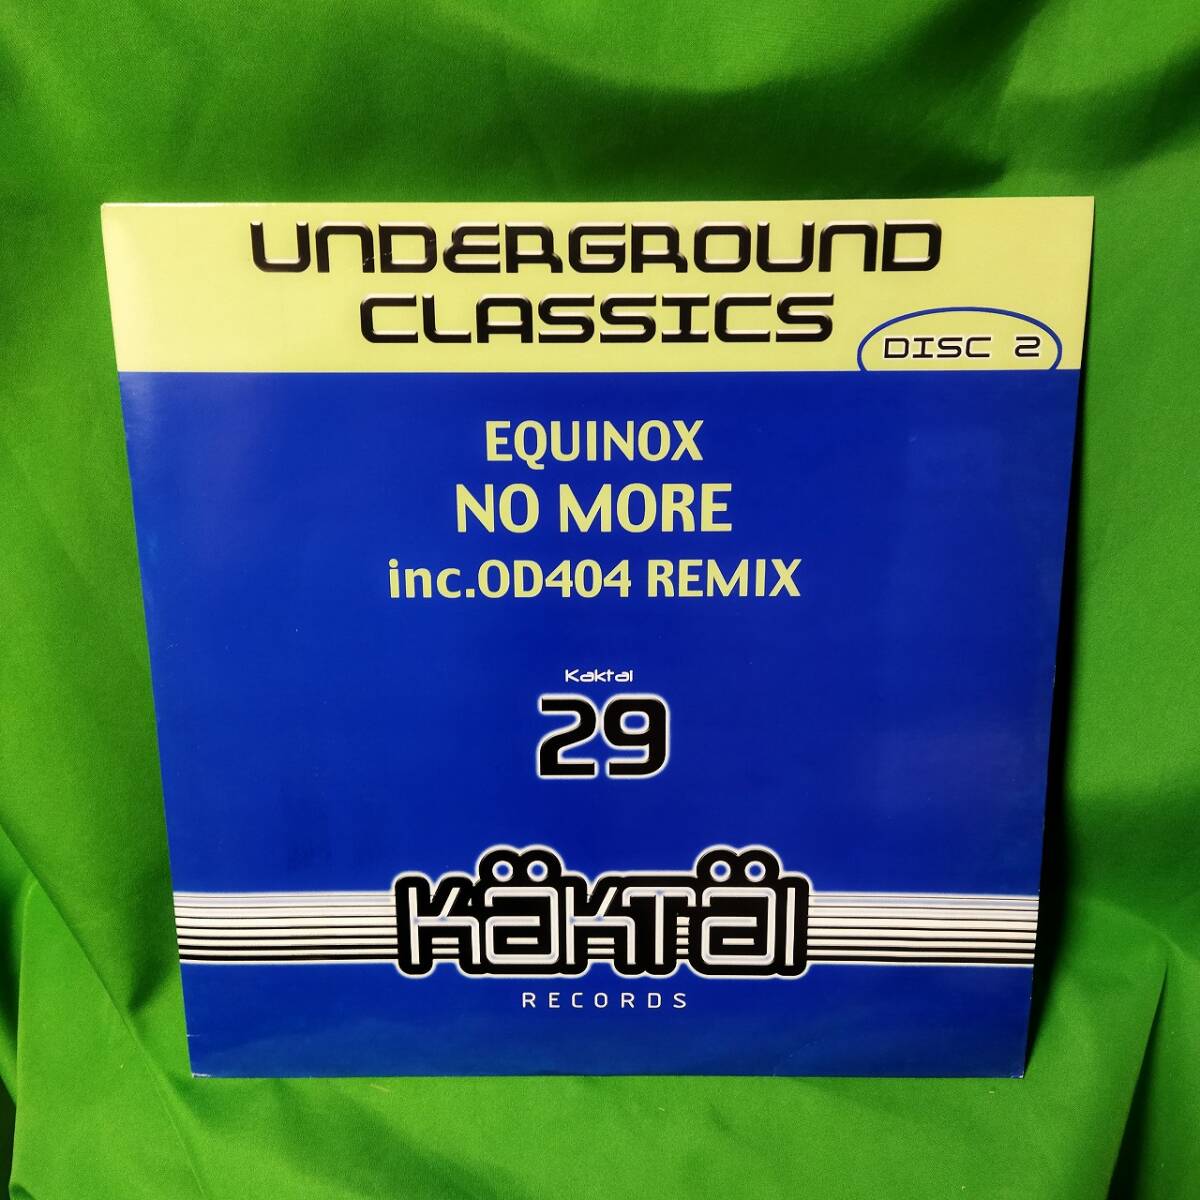 UNDERGROUND
CLASSICS
DISC 2
EQUINOX
NO MORE
inc.OD404 REMIX
Kaktai
29
KÄKTÄI
RECORDS